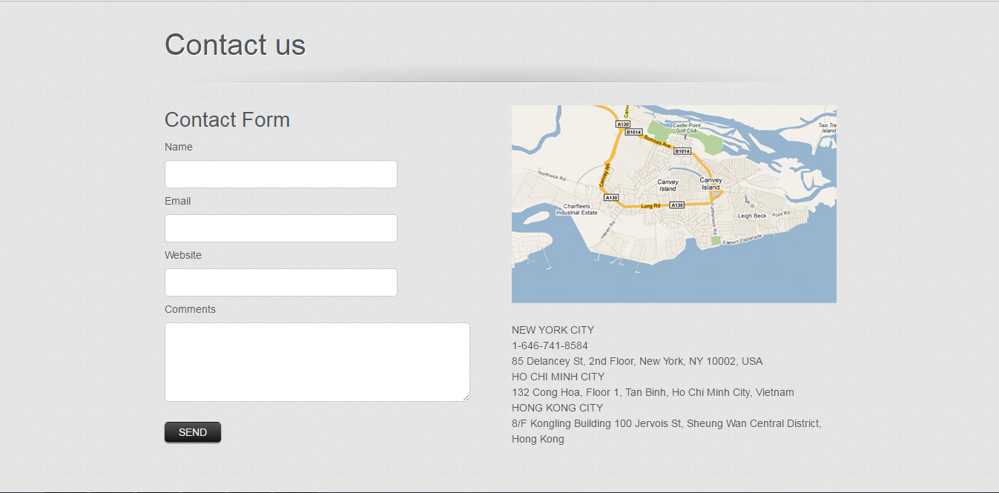 Contact us
Contact Form
Name
Email
Website
Comments
SEND
Canv
A130
B1014
Somnes Ave
Castle Point
Golf Club
Two Tre
Island
B1014
Canvey Rd
Northwick Rd
Canvey
Island
Canvey
Island
A130
Long Rd
A130
Charfleets
Industrial Estate
Haven Rd
Furtherwick Rd
High St
Leigh Beck
Point Rd
Eastern Esplanade
NEW YORK CITY
1-646-741-8584
85 Delancey St, 2nd Floor, New York, NY 10002, USA
HO CHI MINH CITY
132 Cong Hoa, Floor 1, Tan Binh, Ho Chi Minh City, Vietnam
HONG KONG CITY
8/F Kongling Building 100 Jervois St, Sheung Wan Central District,
Hong Kong